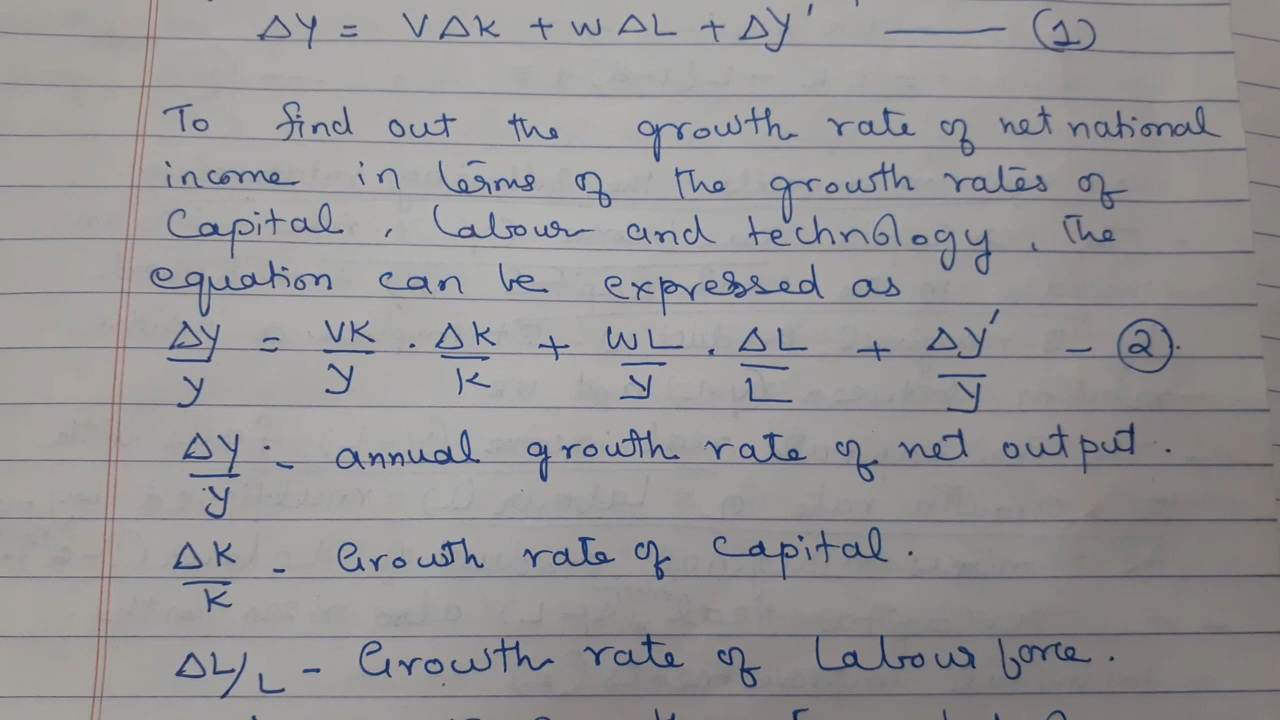 ΔY = VΔK + WΔL + ΔY' —— (1)
To find out the growth rate of net national
income in terms of the growth rates of
Capital, Labour and technology, The
equation can be expressed as
ΔY/Y = VK/Y . ΔK/K + WL/Y . ΔL/L + ΔY'/Y - (2).
ΔY/Y - annual growth rate of net output.
ΔK/K - Growth rate of capital.
ΔL/L - Growth rate of Labour force.